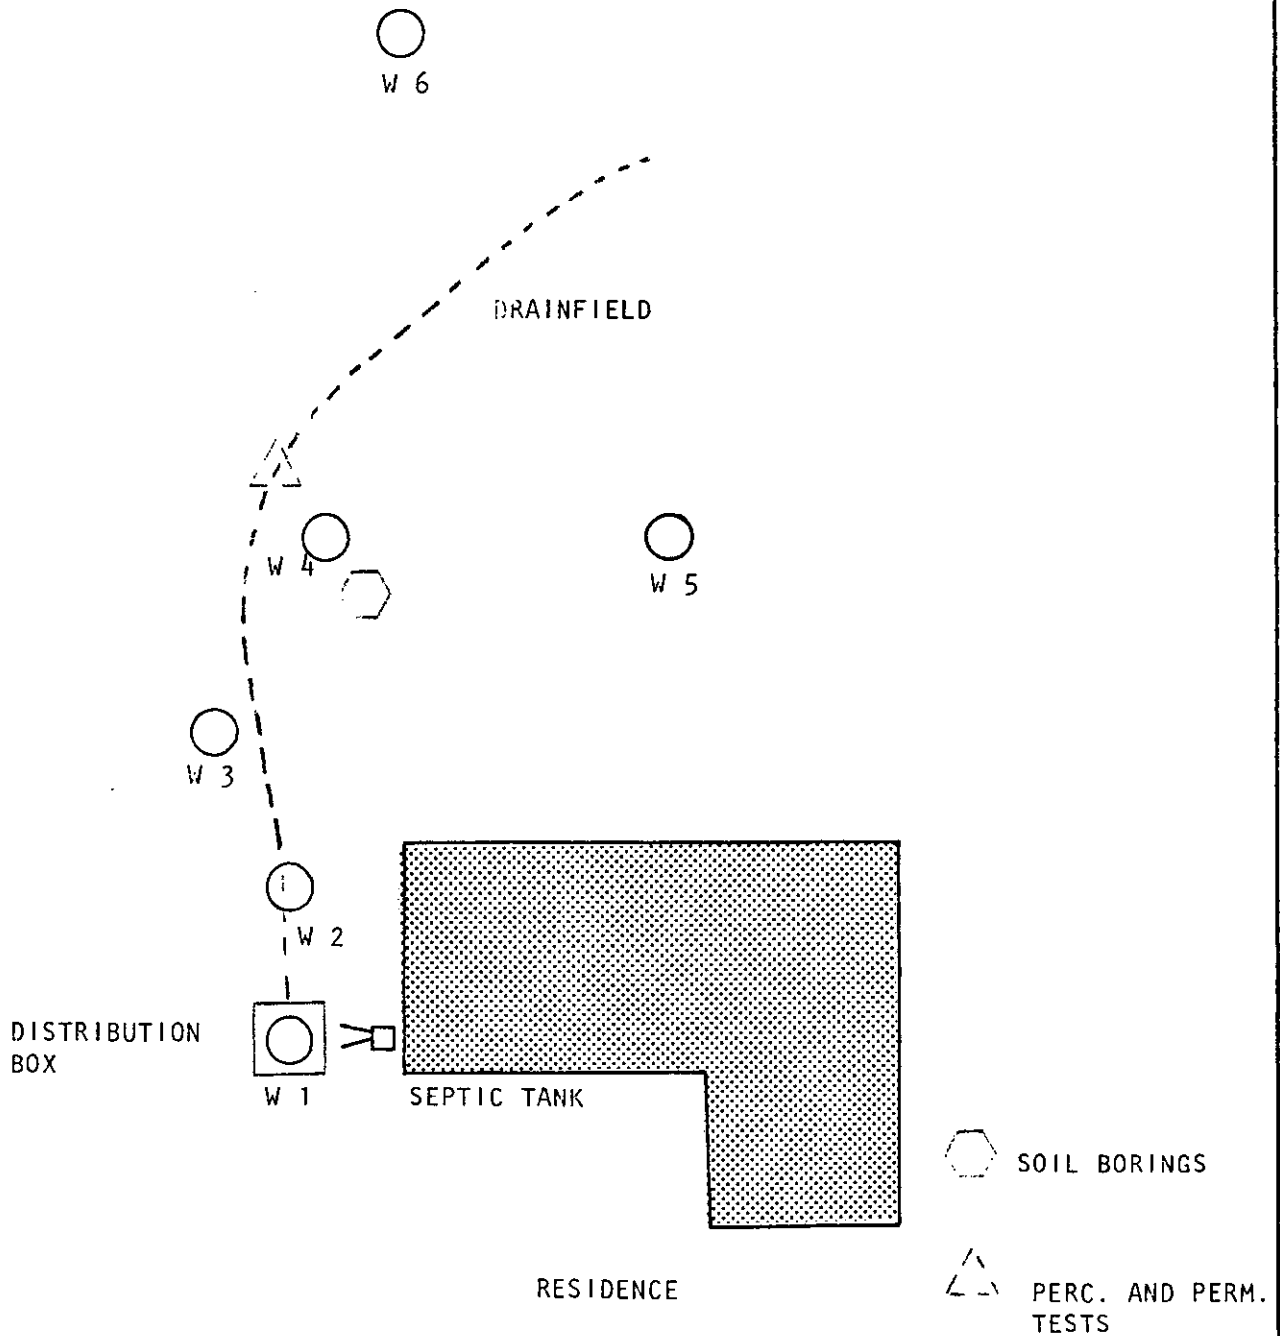 W 6
DRAINFIELD
W 4
W 5
W 3
W 2
DISTRIBUTION
BOX
W 1
SEPTIC TANK
SOIL BORINGS
RESIDENCE
PERC. AND PERM.
TESTS